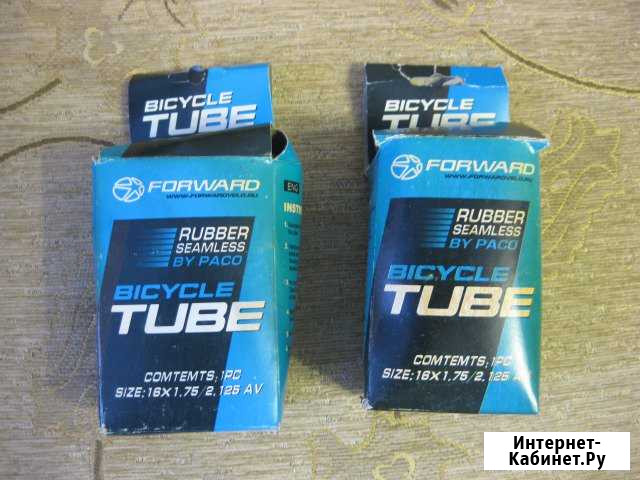 BICYCLE
TUBE
FORWARD
WWW.FORWARDVELO.RU
RUBBER
SEAMLESS
BY PACO
BICYCLE
TUBE
COMTEMTS; 1PC
SIZE; 16X1.75/2.125 AV
ENG
BICYCLE
TUBE
FORWARD
WWW.FORWARDVELO.RU
RUBBER
SEAMLESS
BY PACO
BICYCLE
TUBE
COMTEMTS; 1PC
SIZE; 16X1.75/2.125
Интернет-
Кабинет.Ру